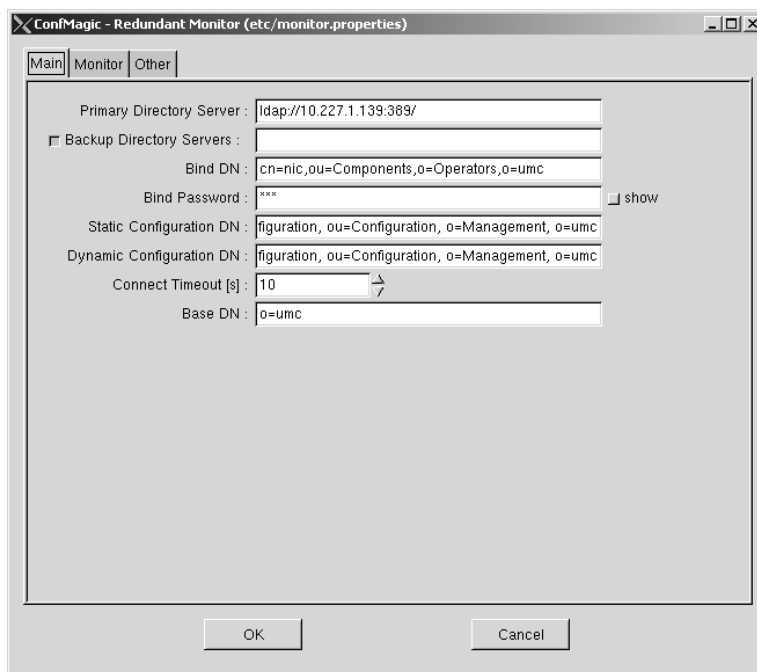 ConfMagic - Redundant Monitor (etc/monitor.properties)
Main Monitor Other
Primary Directory Server : ldap://10.227.1.139:389/
Backup Directory Servers :
Bind DN : cn=nic,ou=Components,o=Operators,o=umc
Bind Password : *** show
Static Configuration DN : figuration, ou=Configuration, o=Management, o=umc
Dynamic Configuration DN : figuration, ou=Configuration, o=Management, o=umc
Connect Timeout [s] : 10
Base DN : o=umc
OK Cancel